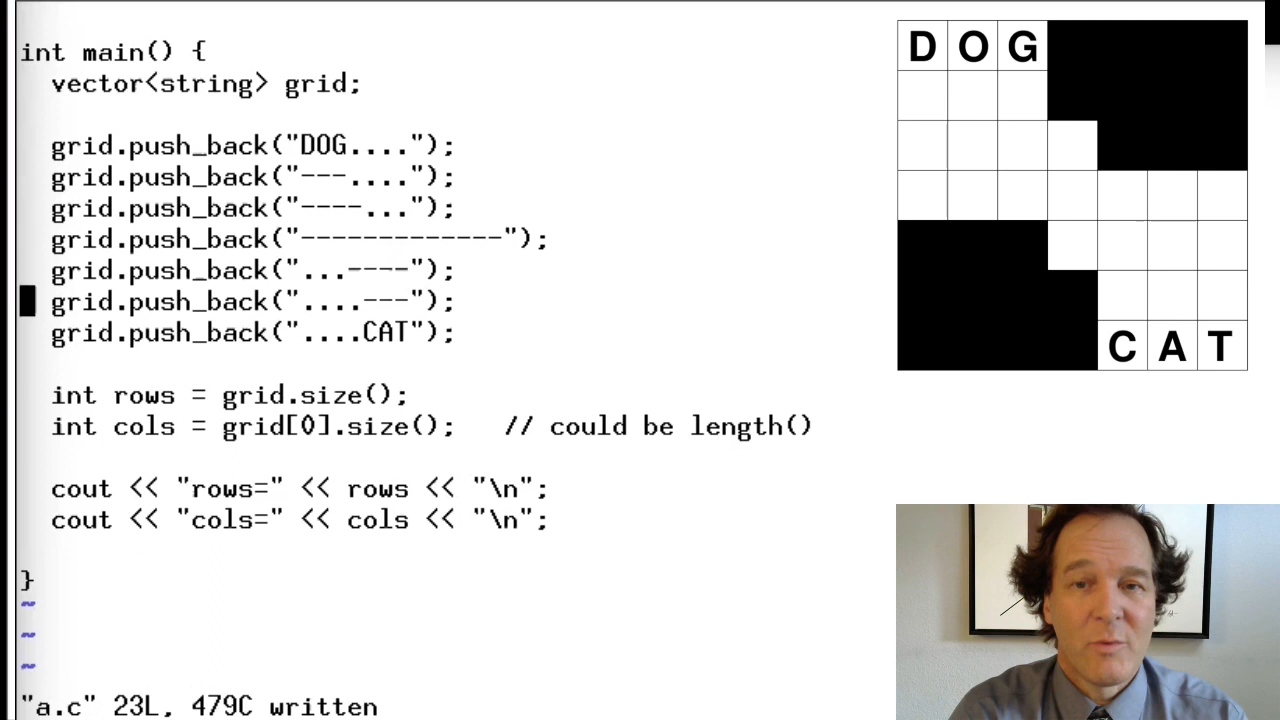 int main() {
vector<string> grid;
grid.push_back("DOG....");
grid.push_back("---....");
grid.push_back("----...");
grid.push_back("-------------");
grid.push_back("...----");
grid.push_back("....---");
grid.push_back("....CAT");
int rows = grid.size();
int cols = grid[0].size();   // could be length()
cout << "rows=" << rows << "\n";
cout << "cols=" << cols << "\n";
}
~
~
~
"a.c" 23L, 479C written
D O G
C A T